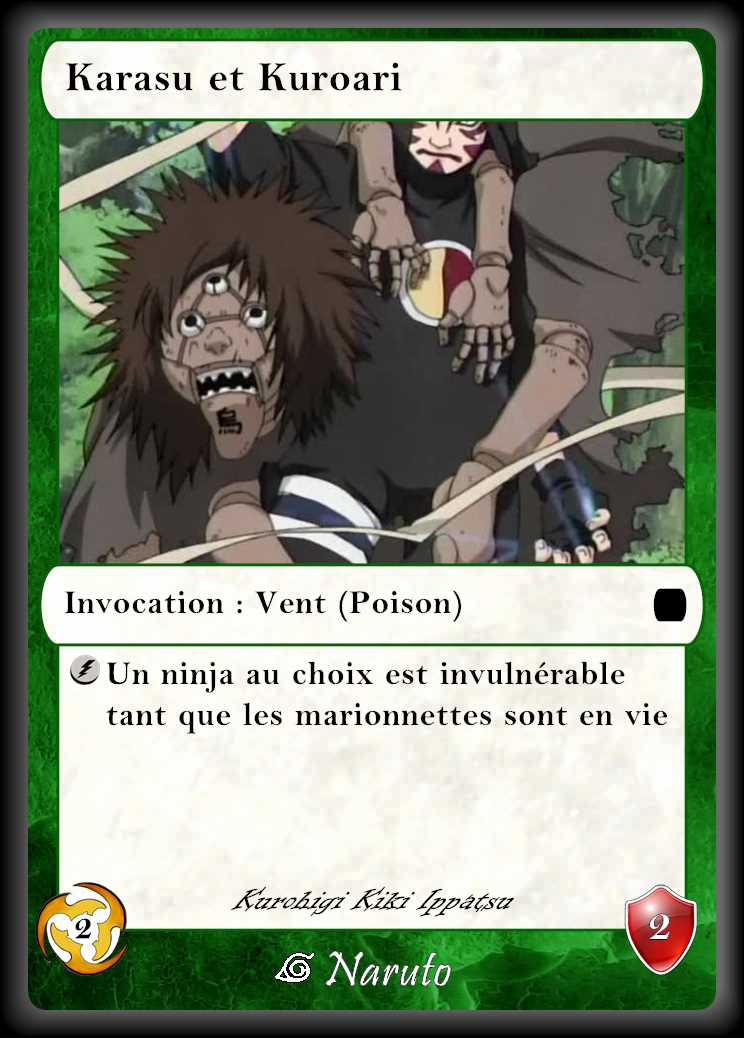 Karasu et Kuroari
烏
Invocation : Vent (Poison)
Un ninja au choix est invulnérable
tant que les marionnettes sont en vie
Kurohigi Kiki Ippatsu
2
2
Naruto